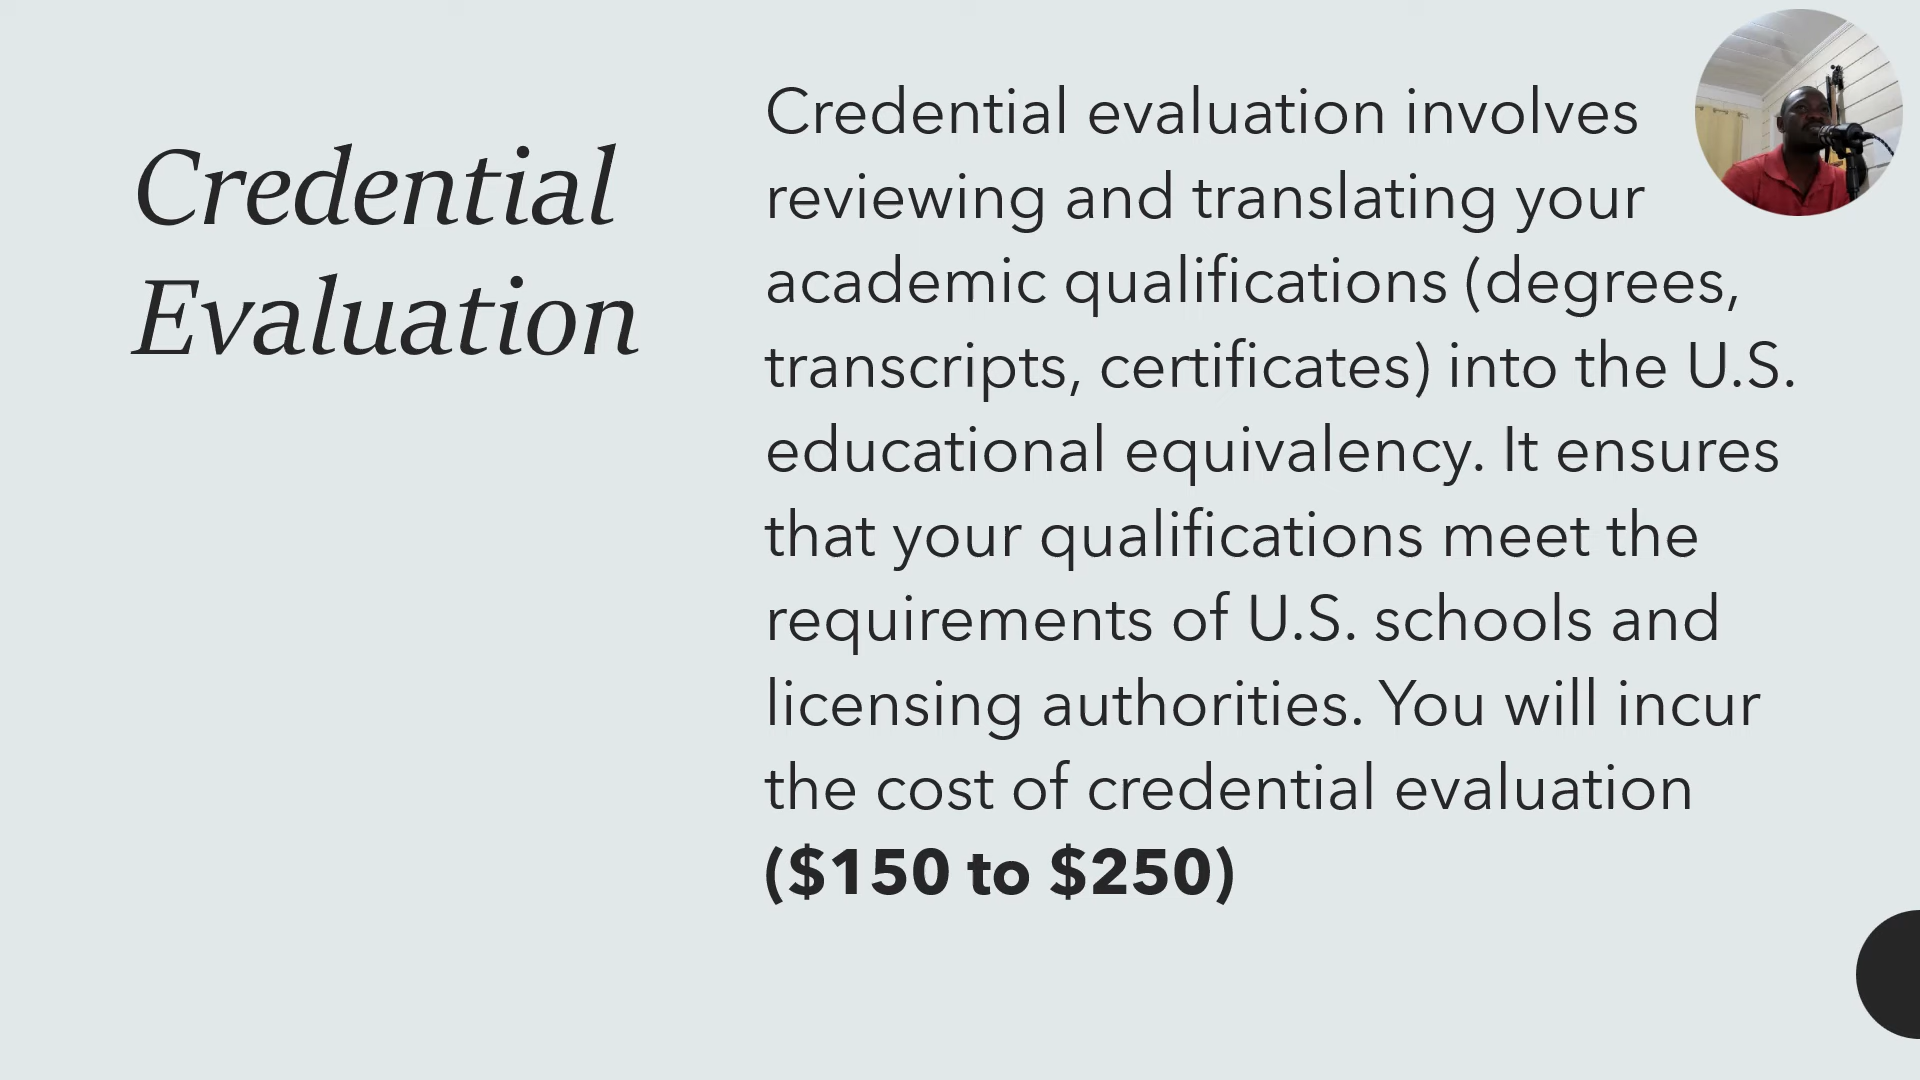 Credential
Evaluation
Credential evaluation involves
reviewing and translating your
academic qualifications (degrees,
transcripts, certificates) into the U.S.
educational equivalency. It ensures
that your qualifications meet the
requirements of U.S. schools and
licensing authorities. You will incur
the cost of credential evaluation
($150 to $250)